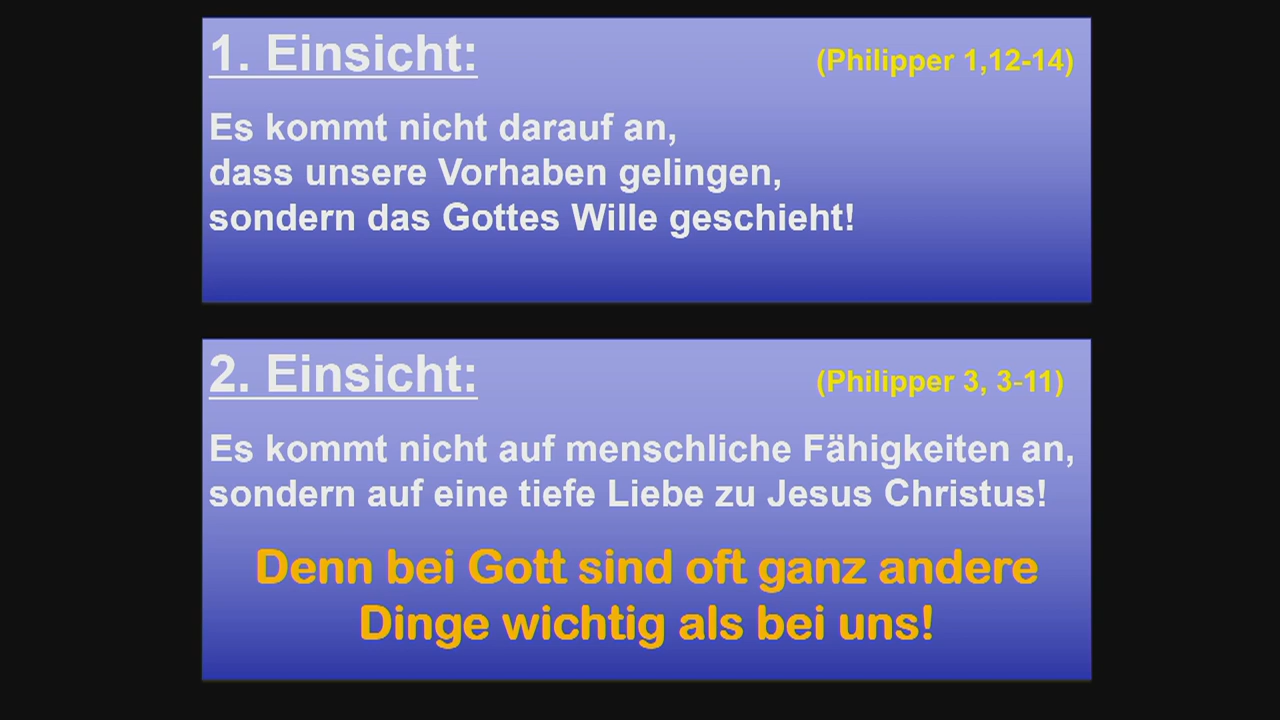 1. Einsicht: (Philipper 1,12-14)
Es kommt nicht darauf an,
dass unsere Vorhaben gelingen,
sondern das Gottes Wille geschieht!
2. Einsicht: (Philipper 3, 3-11)
Es kommt nicht auf menschliche Fähigkeiten an,
sondern auf eine tiefe Liebe zu Jesus Christus!
Denn bei Gott sind oft ganz andere
Dinge wichtig als bei uns!